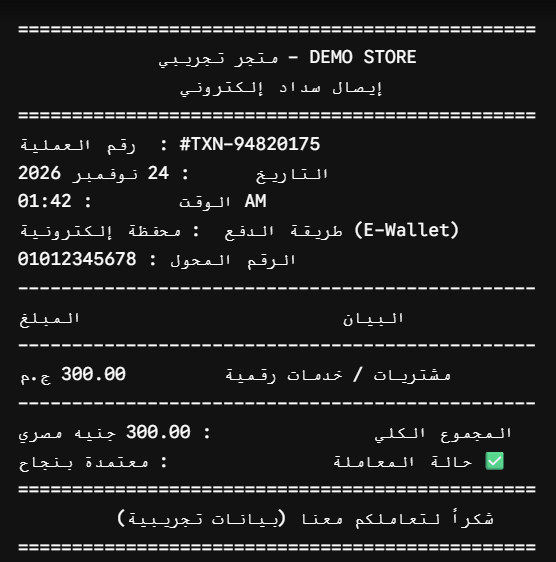 ================================================
متجر تجريبي - DEMO STORE
إيصال سداد إلكتروني
================================================
رقم العملية : #TXN-94820175
التاريخ : 24 نوفمبر 2026
الوقت : 01:42 AM
طريقة الدفع : محفظة إلكترونية (E-Wallet)
الرقم المحول : 01012345678
------------------------------------------------
البيان المبلغ
------------------------------------------------
مشتريات / خدمات رقمية 300.00 ج.م
------------------------------------------------
المجموع الكلي : 300.00 جنيه مصري
✅ حالة المعاملة : معتمدة بنجاح
================================================
شكراً لتعاملكم معنا (بيانات تجريبية)
================================================